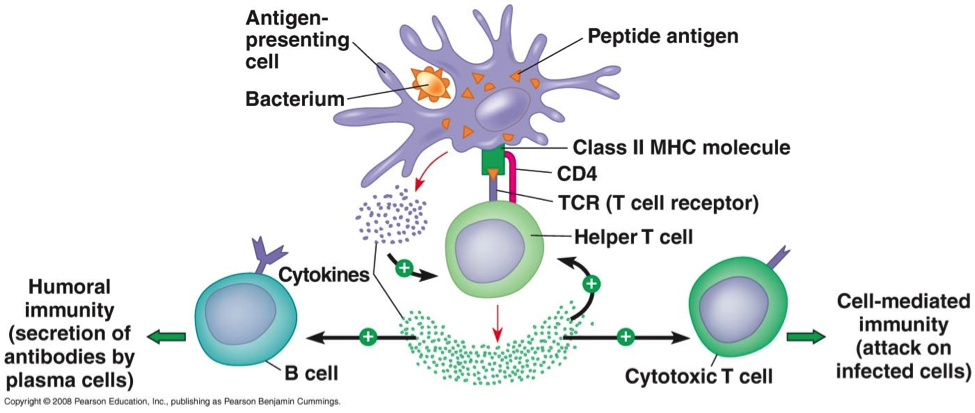 Antigen-
presenting
cell
Peptide antigen
Bacterium
Class II MHC molecule
CD4
TCR (T cell receptor)
Helper T cell
Cytokines
+
+
Humoral
immunity
(secretion of
antibodies by
plasma cells)
+
+
Cell-mediated
immunity
(attack on
infected cells)
B cell
Cytotoxic T cell
Copyright © 2008 Pearson Education, Inc., publishing as Pearson Benjamin Cummings.